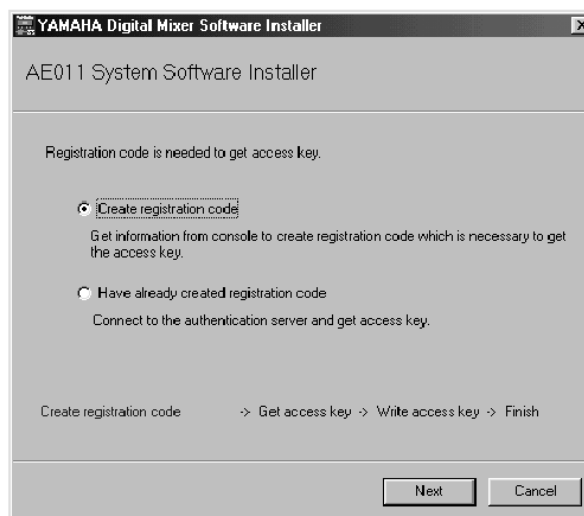 YAMAHA Digital Mixer Software Installer
AE011 System Software Installer
Registration code is needed to get access key.
Create registration code
Get information from console to create registration code which is necessary to get
the access key.
Have already created registration code
Connect to the authentication server and get access key.
Create registration code -> Get access key -> Write access key -> Finish
Next Cancel